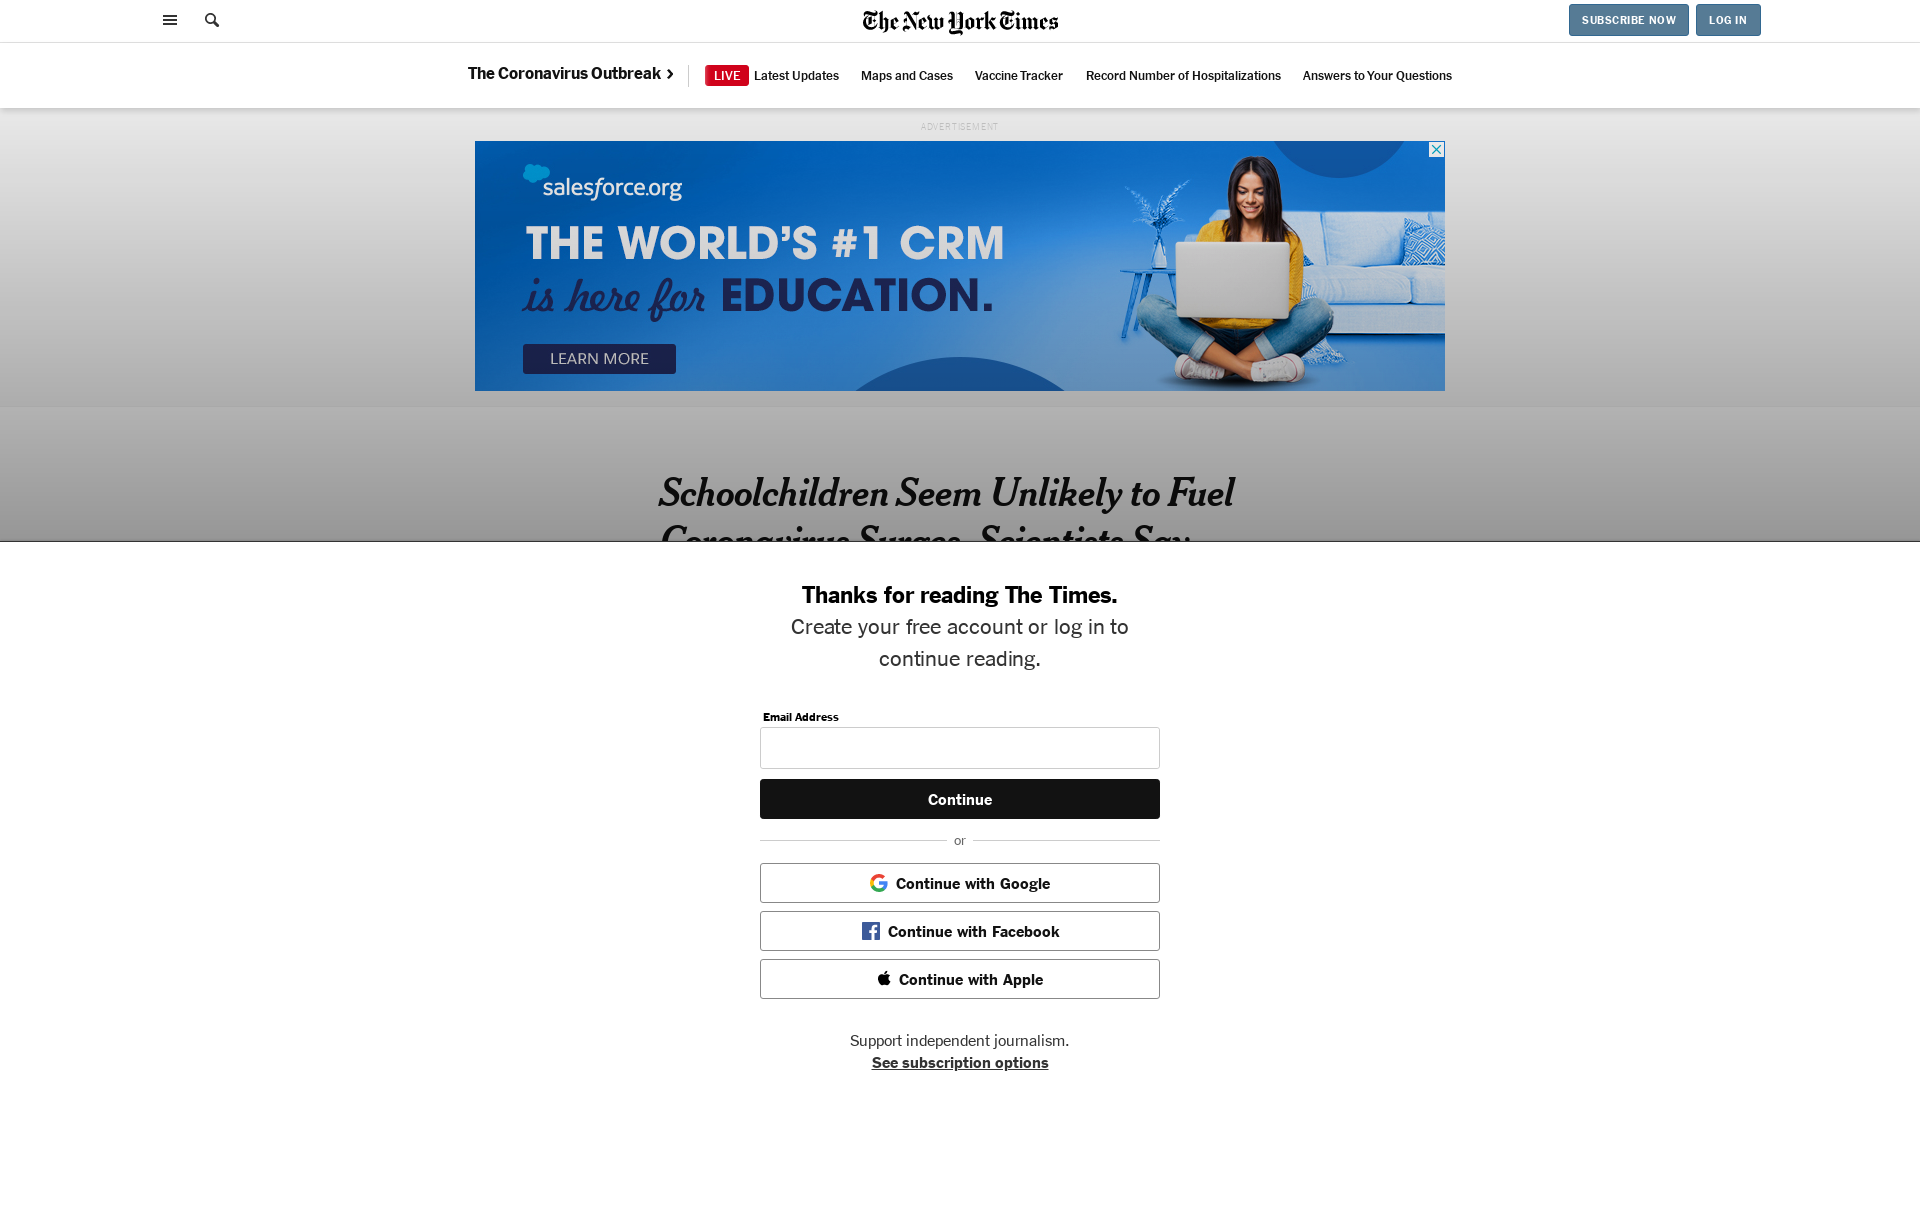 The New York Times
SUBSCRIBE NOW
LOG IN
The Coronavirus Outbreak
LIVE Latest Updates
Maps and Cases
Vaccine Tracker
Record Number of Hospitalizations
Answers to Your Questions
ADVERTISEMENT
salesforce.org
THE WORLD'S #1 CRM
is here for EDUCATION.
LEARN MORE
Schoolchildren Seem Unlikely to Fuel
Coronavirus Surges, Scientists Say
Thanks for reading The Times.
Create your free account or log in to
continue reading.
Email Address
Continue
or
Continue with Google
Continue with Facebook
Continue with Apple
Support independent journalism.
See subscription options